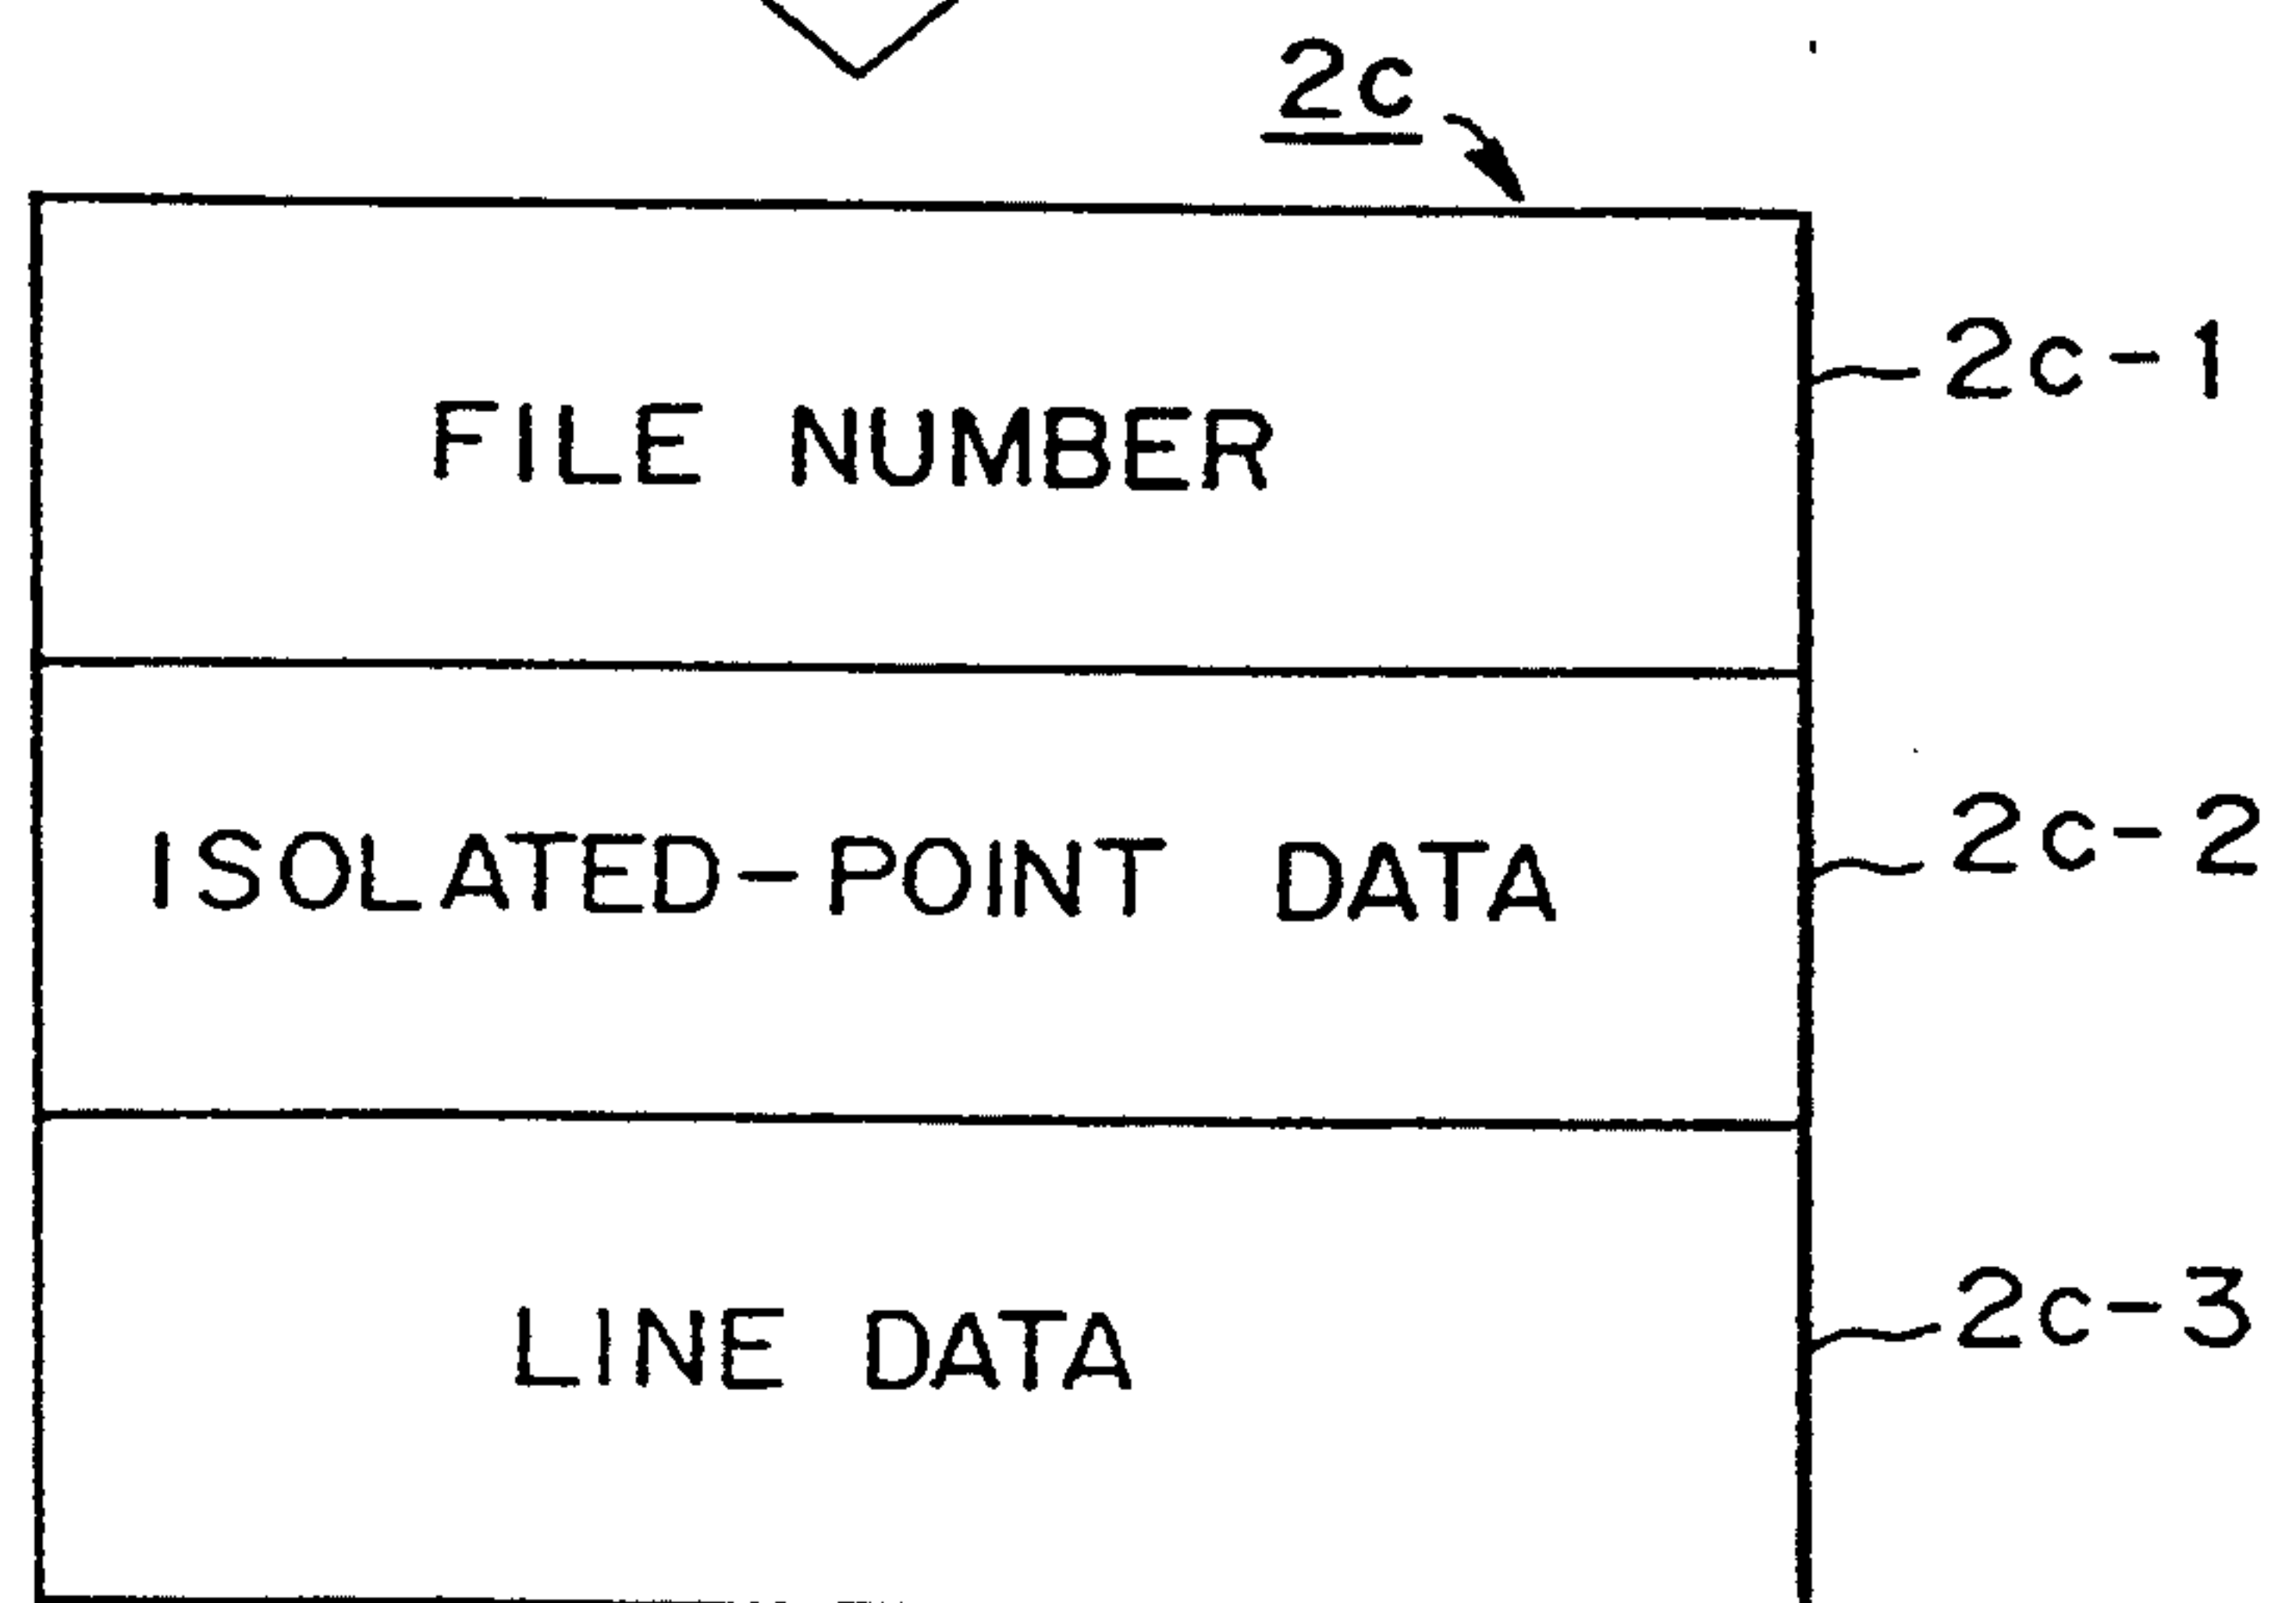 2c
FILE NUMBER
2c-1
ISOLATED-POINT DATA
2c-2
LINE DATA
2c-3